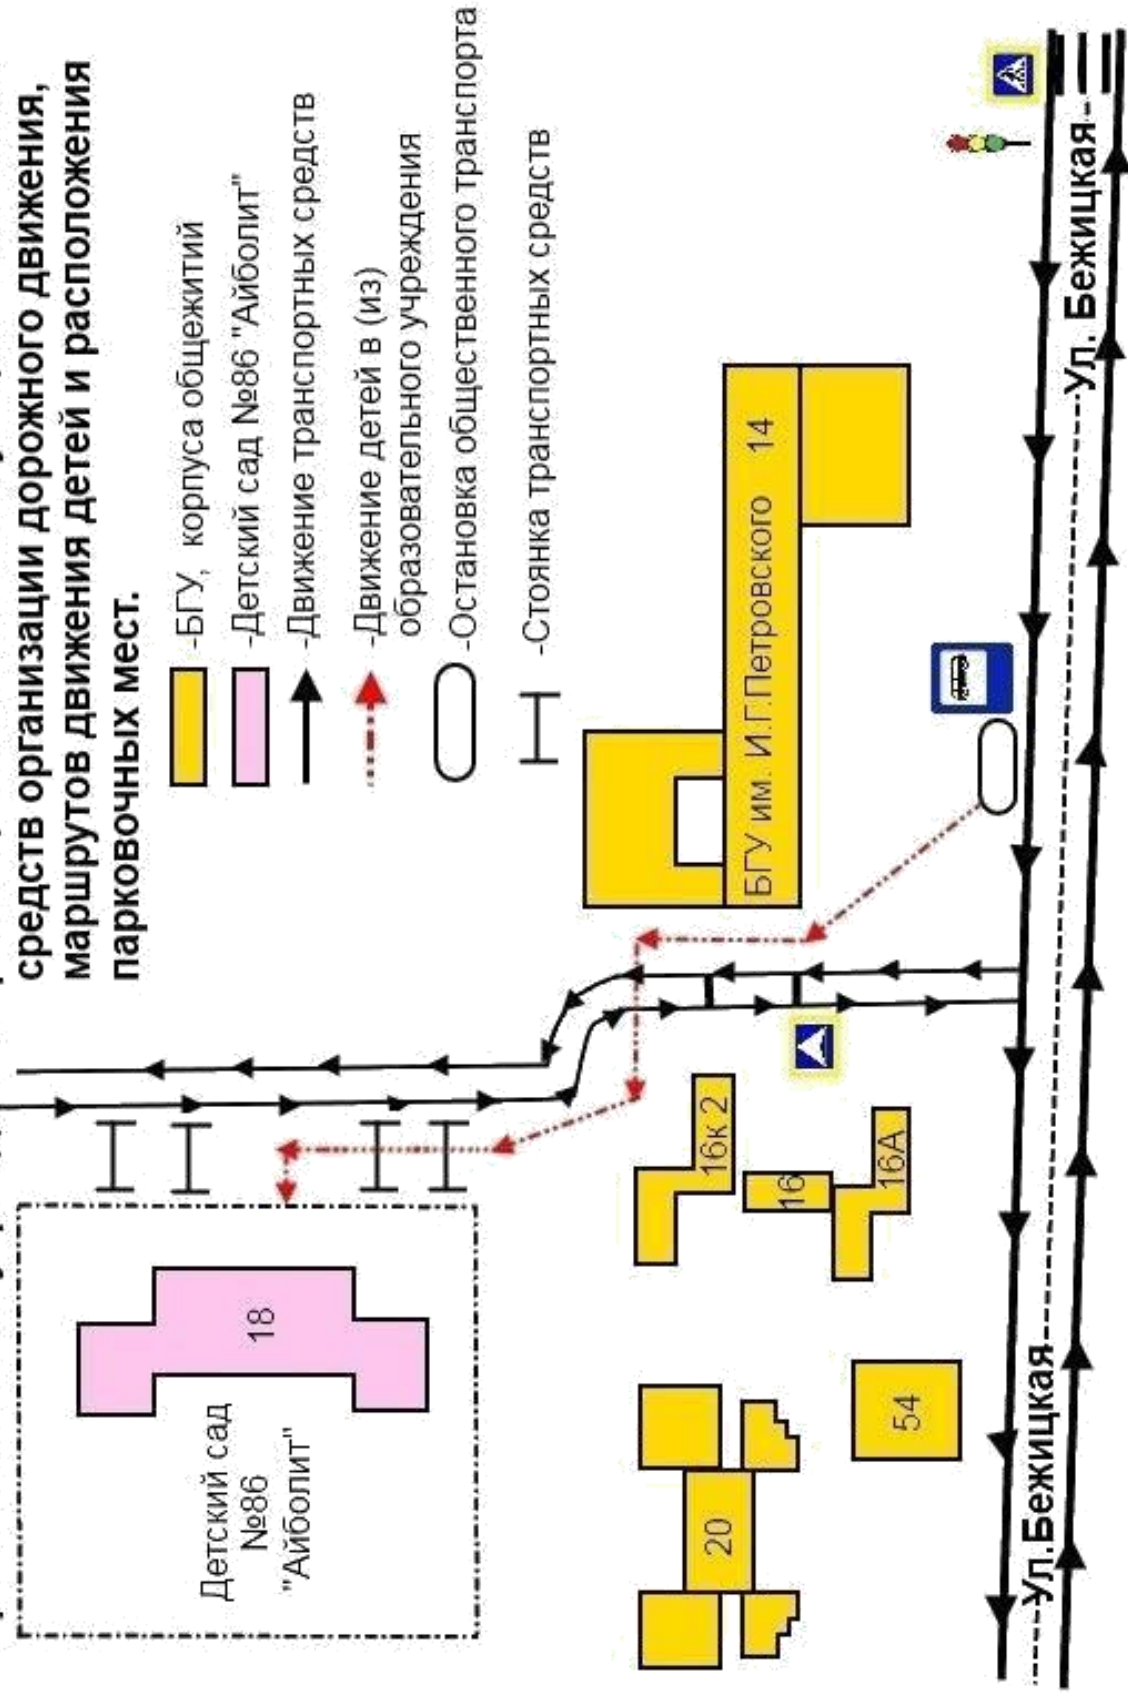 средств организации дорожного движения,
маршрутов движения детей и расположения
парковочных мест.
-БГУ, корпуса общежитий
-Детский сад №86 "Айболит"
-Движение транспортных средств
-Движение детей в (из)
образовательного учреждения
-Остановка общественного транспорта
-Стоянка транспортных средств
18
Детский сад
№86
"Айболит"
БГУ им. И.Г.Петровского 14
16к 2
16
16А
20
54
Ул.Бежицкая
Ул. Бежицкая